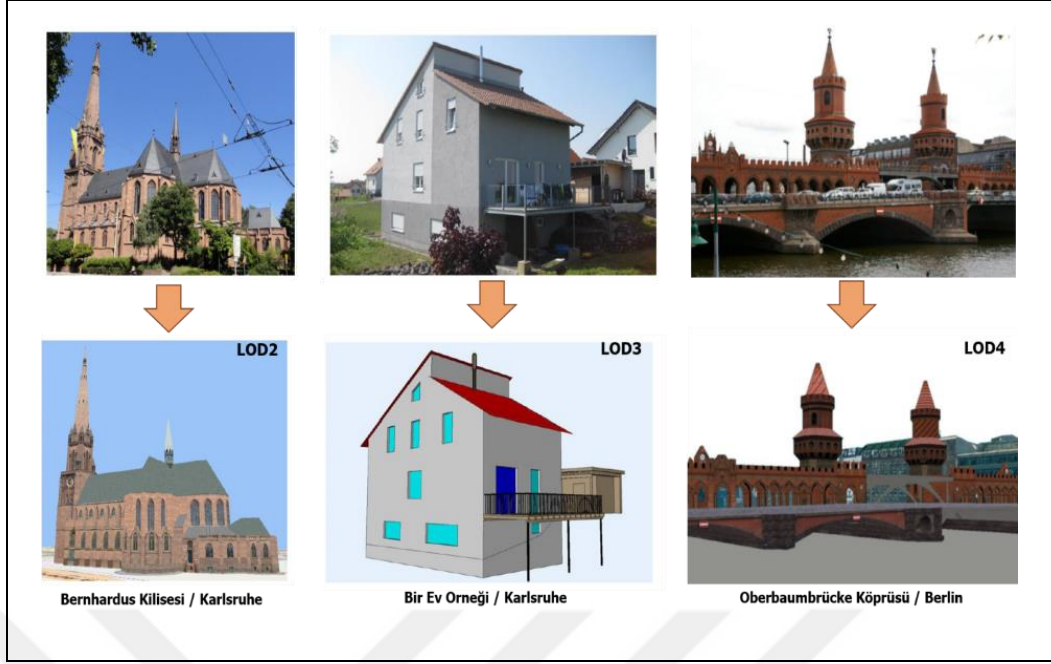 LOD2
LOD3
LOD4
Bernhardus Kilisesi / Karlsruhe
Bir Ev Orneği / Karlsruhe
Oberbaumbrücke Köprüsü / Berlin